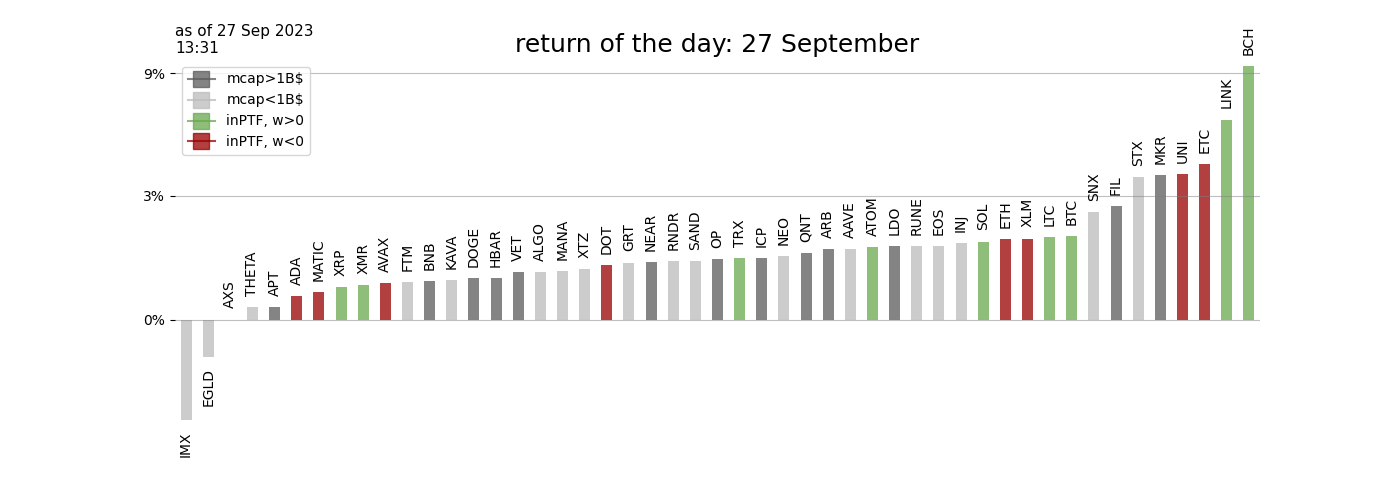 as of 27 Sep 2023
13:31
return of the day: 27 September
9%
3%
0%
mcap>1B$
mcap<1B$
inPTF, w>0
inPTF, w<0
IMX
EGLD
AXS
THETA
APT
ADA
MATIC
XRP
XMR
AVAX
FTM
BNB
KAVA
DOGE
HBAR
VET
ALGO
MANA
XTZ
DOT
GRT
NEAR
RNDR
SAND
OP
TRX
ICP
NEO
QNT
ARB
AAVE
ATOM
LDO
RUNE
EOS
INJ
SOL
ETH
XLM
LTC
BTC
SNX
FIL
STX
MKR
UNI
ETC
LINK
BCH